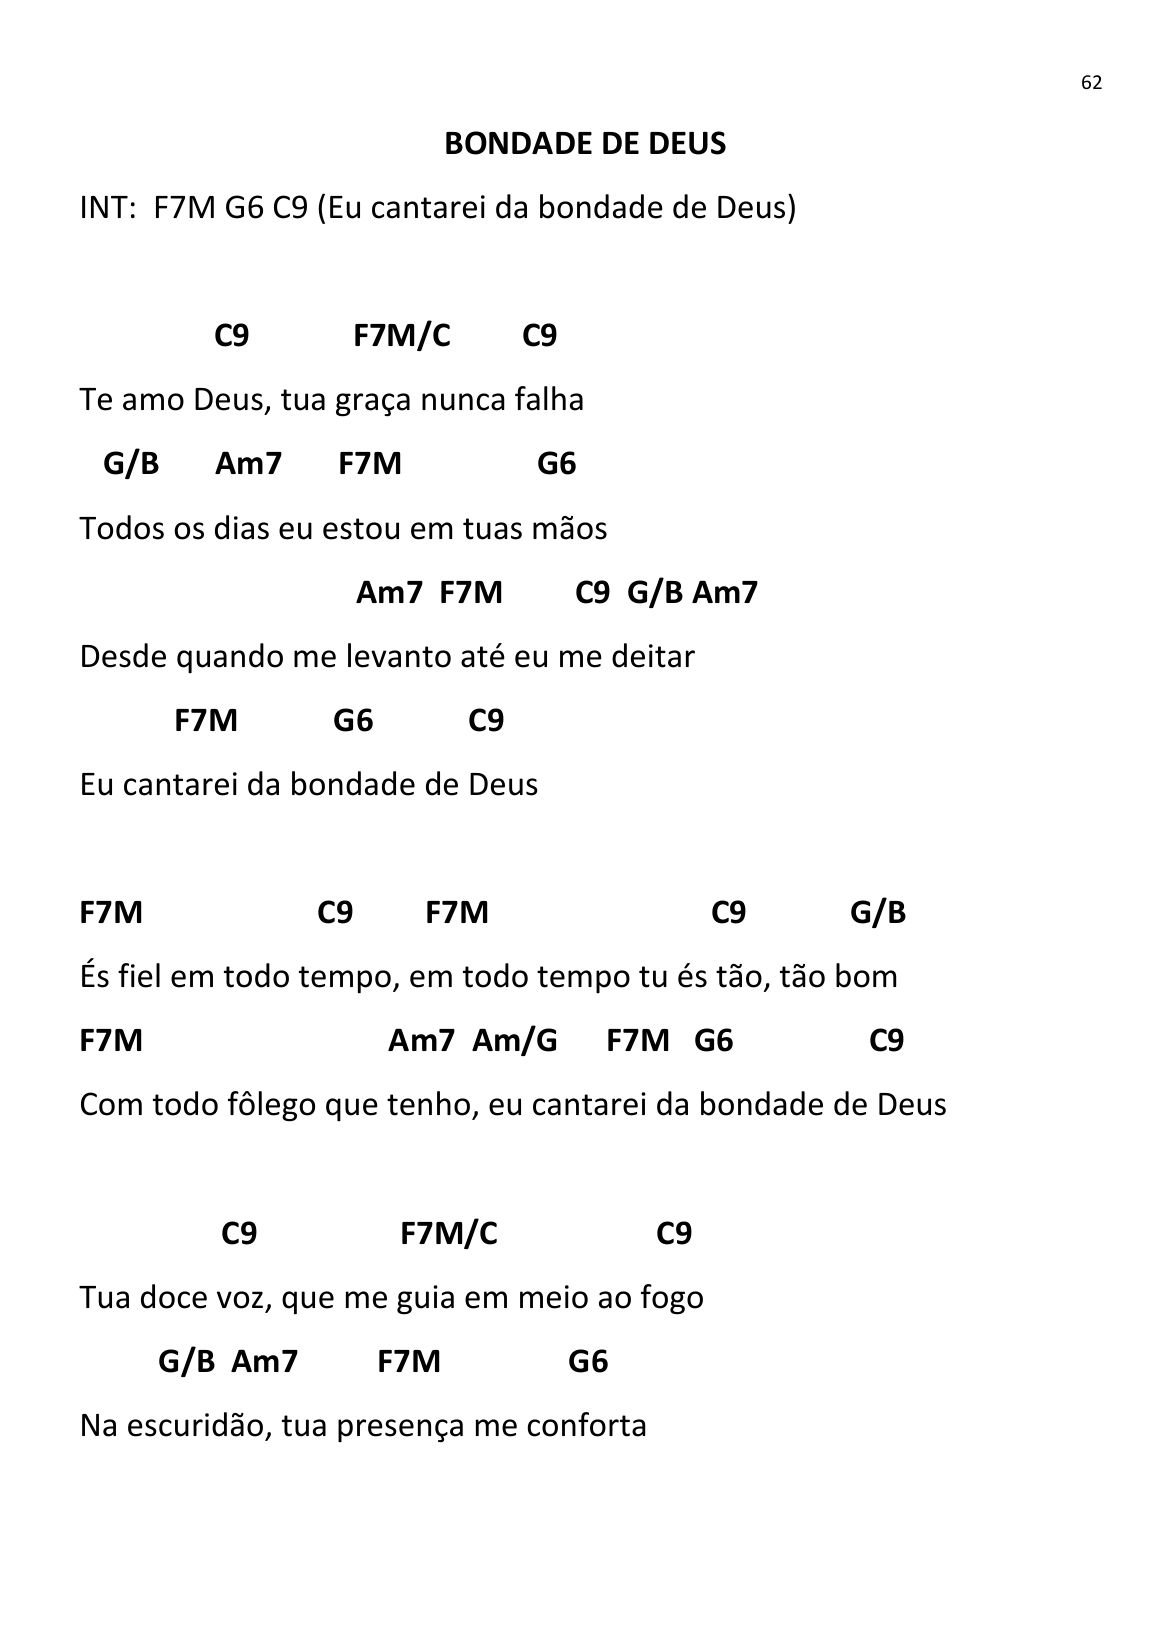 62
BONDADE DE DEUS
INT: F7M G6 C9 (Eu cantarei da bondade de Deus)
C9 F7M/C C9
Te amo Deus, tua graça nunca falha
G/B Am7 F7M G6
Todos os dias eu estou em tuas mãos
Am7 F7M C9 G/B Am7
Desde quando me levanto até eu me deitar
F7M G6 C9
Eu cantarei da bondade de Deus
F7M C9 F7M C9 G/B
És fiel em todo tempo, em todo tempo tu és tão, tão bom
F7M Am7 Am/G F7M G6 C9
Com todo fôlego que tenho, eu cantarei da bondade de Deus
C9 F7M/C C9
Tua doce voz, que me guia em meio ao fogo
G/B Am7 F7M G6
Na escuridão, tua presença me conforta